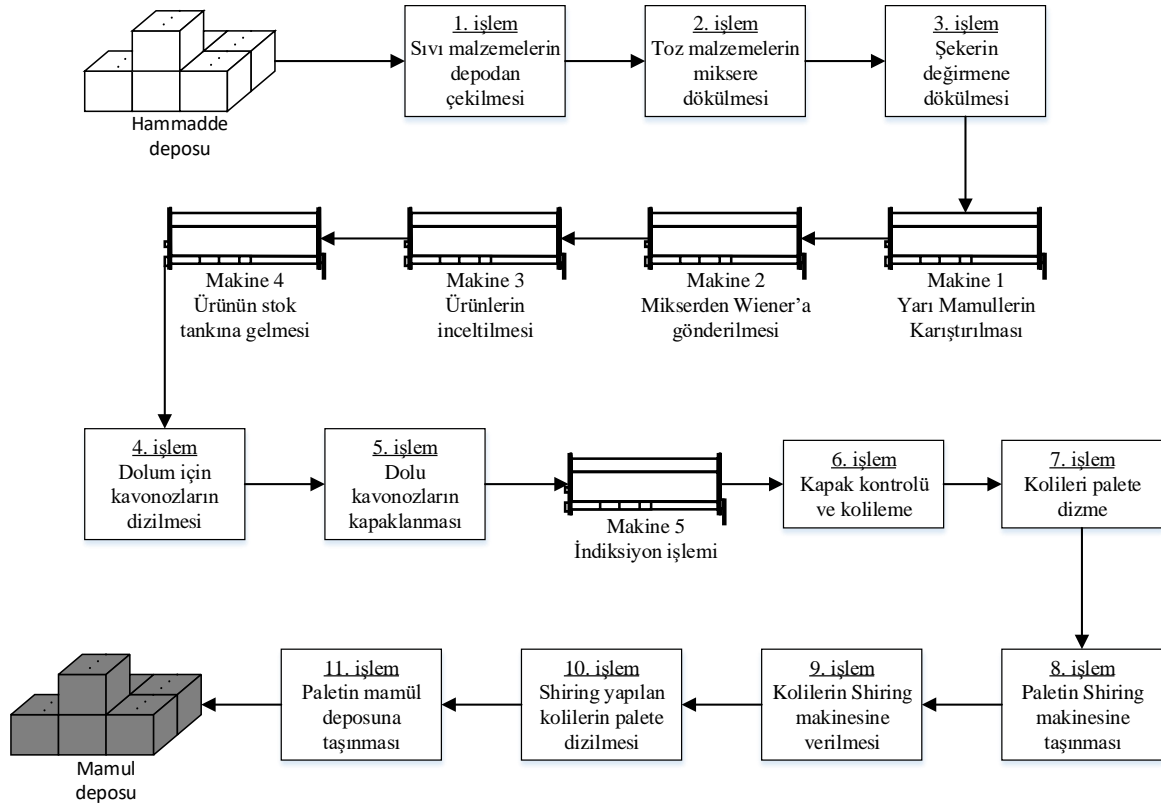 Hammadde
deposu
1. işlem
Sıvı malzemelerin
depodan
çekilmesi
2. işlem
Toz malzemelerin
miksere
dökülmesi
3. işlem
Şekerin
değirmene
dökülmesi
Makine 4
Ürünün stok
tankına gelmesi
Makine 3
Ürünlerin
inceltilmesi
Makine 2
Mikserden Wiener’a
gönderilmesi
Makine 1
Yarı Mamullerin
Karıştırılması
4. işlem
Dolum için
kavonozların
dizilmesi
5. işlem
Dolu
kavonozların
kapaklanması
Makine 5
İndiksiyon işlemi
6. işlem
Kapak kontrolü
ve kolileme
7. işlem
Kolileri palete
dizme
Mamul
deposu
11. işlem
Paletin mamül
deposuna
taşınması
10. işlem
Shiring yapılan
kolilerin palete
dizilmesi
9. işlem
Kolilerin Shiring
makinesine
verilmesi
8. işlem
Paletin Shiring
makinesine
taşınması